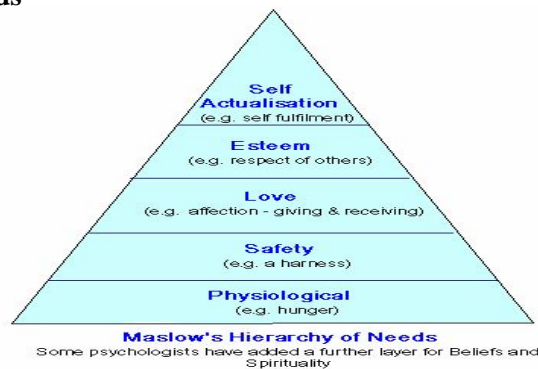 Self
Actualisation
(e.g. self fulfilment)
Esteem
(e.g. respect of others)
Love
(e.g. affection - giving & receiving)
Safety
(e.g. a harness)
Physiological
(e.g. hunger)
Maslow's Hierarchy of Needs
Some psychologists have added a further layer for Beliefs and
Spirituality